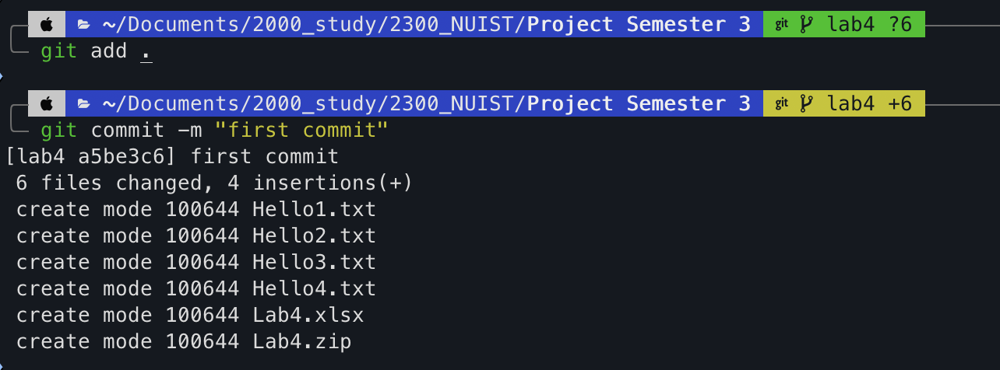 ~/Documents/2000_study/2300_NUIST/Project Semester 3 git lab4 ?6
git add .
~/Documents/2000_study/2300_NUIST/Project Semester 3 git lab4 +6
git commit -m "first commit"
[lab4 a5be3c6] first commit
6 files changed, 4 insertions(+)
create mode 100644 Hello1.txt
create mode 100644 Hello2.txt
create mode 100644 Hello3.txt
create mode 100644 Hello4.txt
create mode 100644 Lab4.xlsx
create mode 100644 Lab4.zip